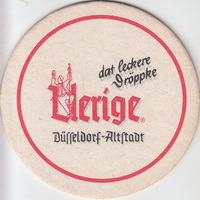 dat leckere
Dröppke
Uerige®
Düsseldorf-Altstadt